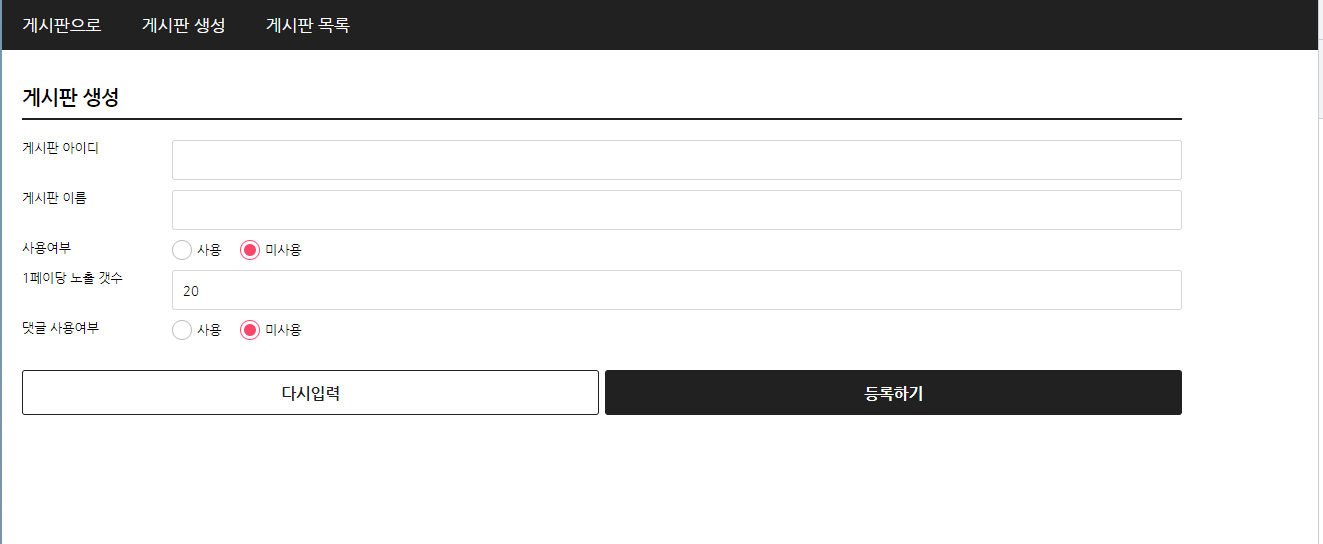 게시판으로 게시판 생성 게시판 목록
게시판 생성
게시판 아이디
게시판 이름
사용여부 사용 미사용
1페이당 노출 갯수 20
댓글 사용여부 사용 미사용
다시입력 등록하기